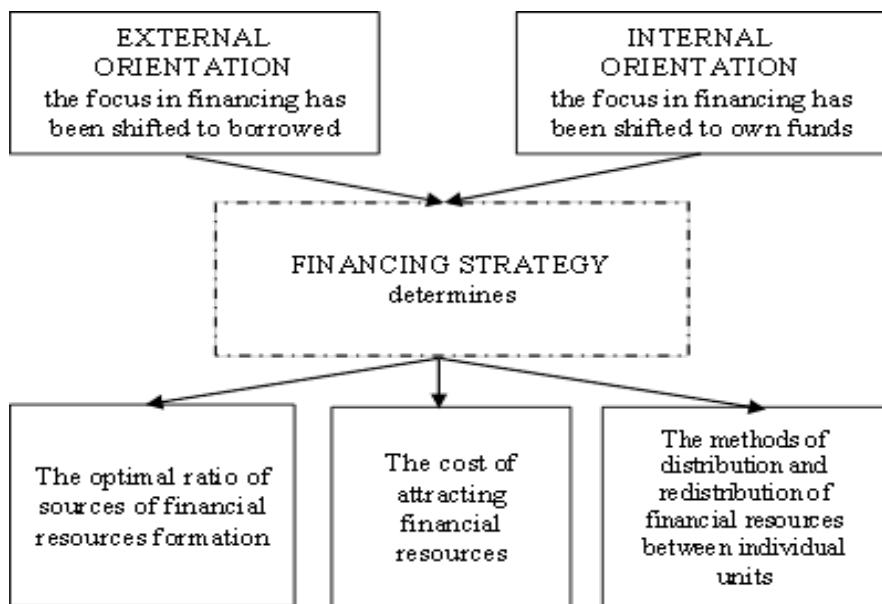 EXTERNAL
ORIENTATION
the focus in financing has
been shifted to borrowed
INTERNAL
ORIENTATION
the focus in financing has
been shifted to own funds
FINANCING STRATEGY
determines
The optimal ratio of
sources of financial
resources formation
The cost of
attracting
financial
resources
The methods of
distribution and
redistribution of
financial resources
between individual
units